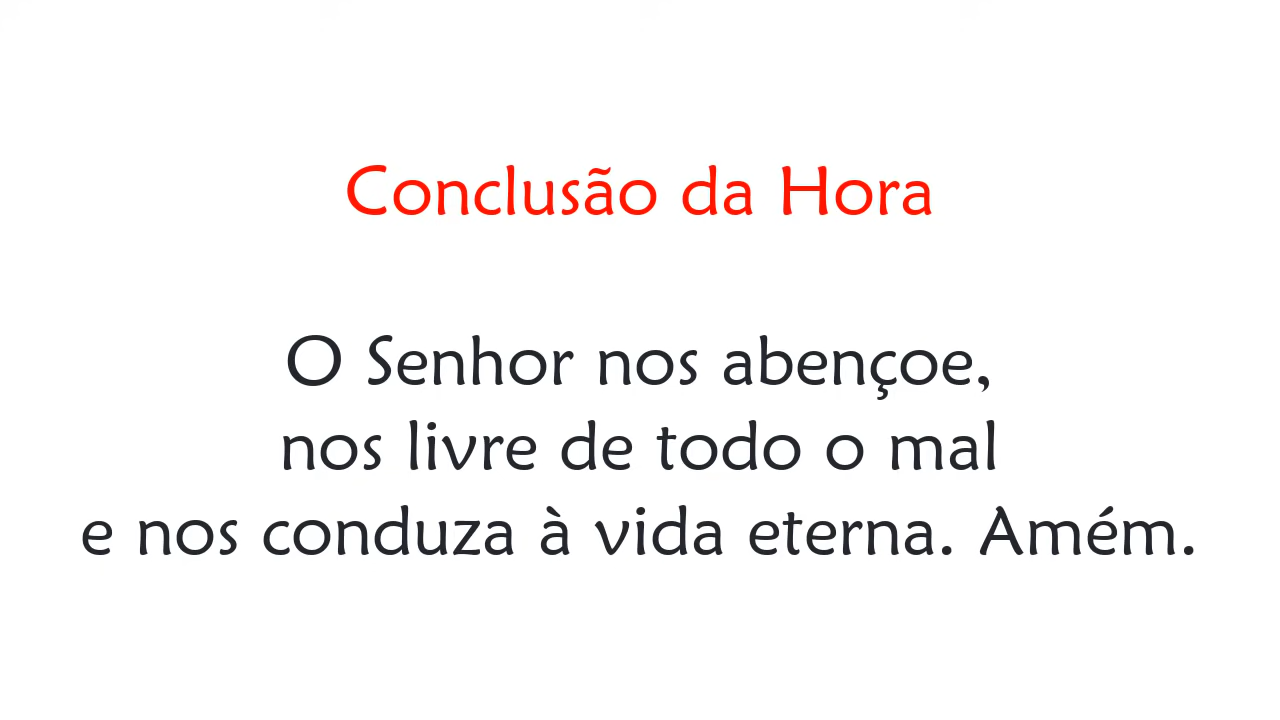 Conclusão da Hora
O Senhor nos abençoe,
nos livre de todo o mal
e nos conduza à vida eterna. Amém.